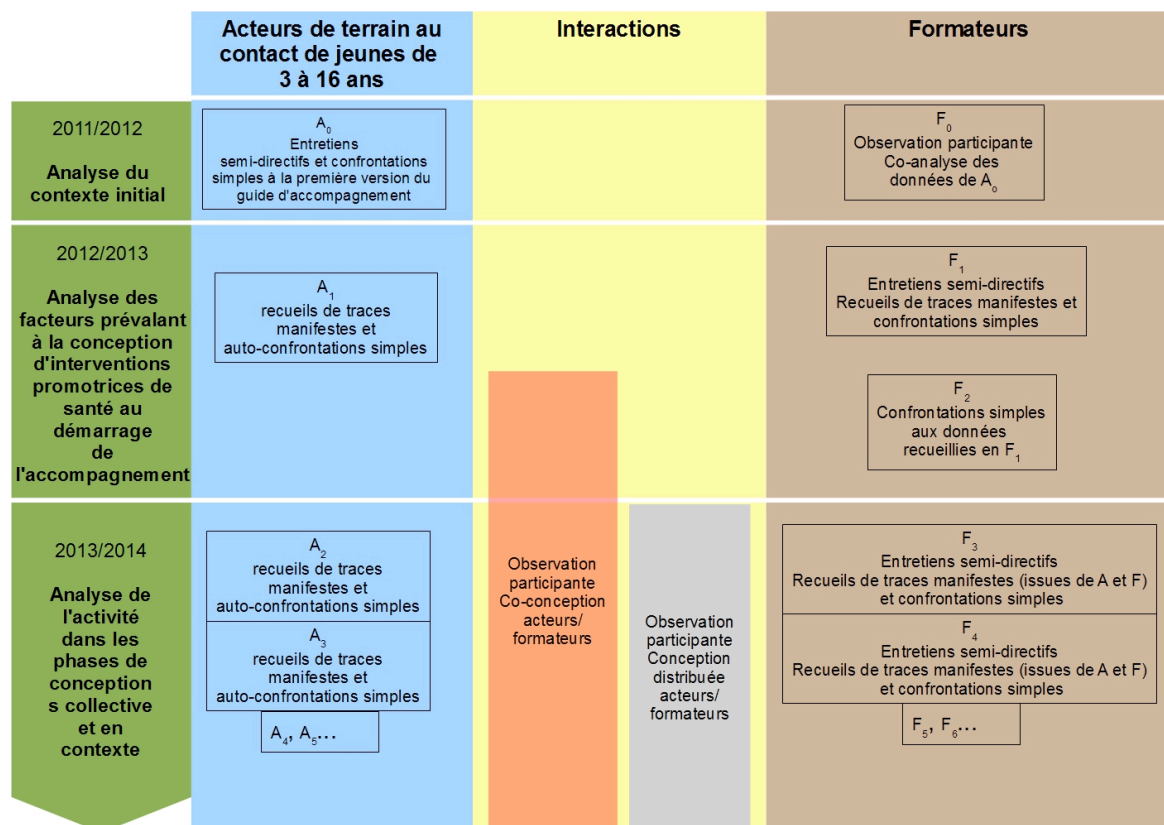 Acteurs de terrain au
contact de jeunes de
3 à 16 ans
Interactions
Formateurs
2011/2012
Analyse du
contexte initial
A0
Entretiens
semi-directifs et confrontations
simples à la première version du
guide d'accompagnement
F0
Observation participante
Co-analyse des
données de A0
2012/2013
Analyse des
facteurs prévalant
à la conception
d'interventions
promotrices de
santé au
démarrage
de
l'accompagnement
A1
recueils de traces
manifestes et
auto-confrontations simples
F1
Entretiens semi-directifs
Recueils de traces manifestes et
confrontations simples
F2
Confrontations simples
aux données
recueillies en F1
2013/2014
Analyse de
l'activité
dans les
phases de
conception
s collective
et en
contexte
A2
recueils de traces
manifestes et
auto-confrontations simples
A3
recueils de traces
manifestes et
auto-confrontations simples
A4, A5...
Observation
participante
Co-conception
acteurs/
formateurs
Observation
participante
Conception
distribuée
acteurs/
formateurs
F3
Entretiens semi-directifs
Recueils de traces manifestes (issues de A et F)
et confrontations simples
F4
Entretiens semi-directifs
Recueils de traces manifestes (issues de A et F)
et confrontations simples
F5, F6...